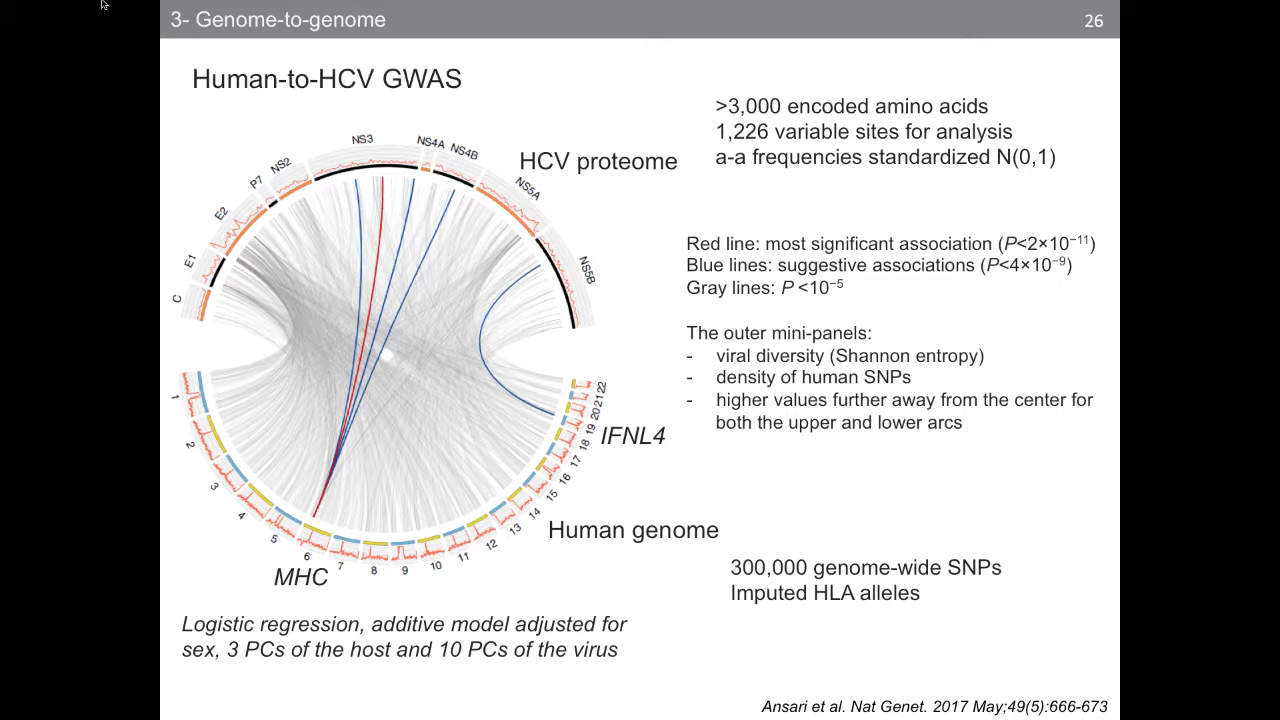 3- Genome-to-genome
26
Human-to-HCV GWAS
>3,000 encoded amino acids
1,226 variable sites for analysis
a-a frequencies standardized N(0,1)
HCV proteome
C
E1
E2
P7
NS2
NS3
NS4A
NS4B
NS5A
NS5B
Red line: most significant association (P<2×10⁻¹¹)
Blue lines: suggestive associations (P<4×10⁻⁹)
Gray lines: P <10⁻⁵
The outer mini-panels:
- viral diversity (Shannon entropy)
- density of human SNPs
- higher values further away from the center for
both the upper and lower arcs
1
2
3
4
5
6
7
8
9
10
11
12
13
14
15
16
17
18
19
20
21
22
IFNL4
Human genome
MHC
300,000 genome-wide SNPs
Imputed HLA alleles
Logistic regression, additive model adjusted for
sex, 3 PCs of the host and 10 PCs of the virus
Ansari et al. Nat Genet. 2017 May;49(5):666-673